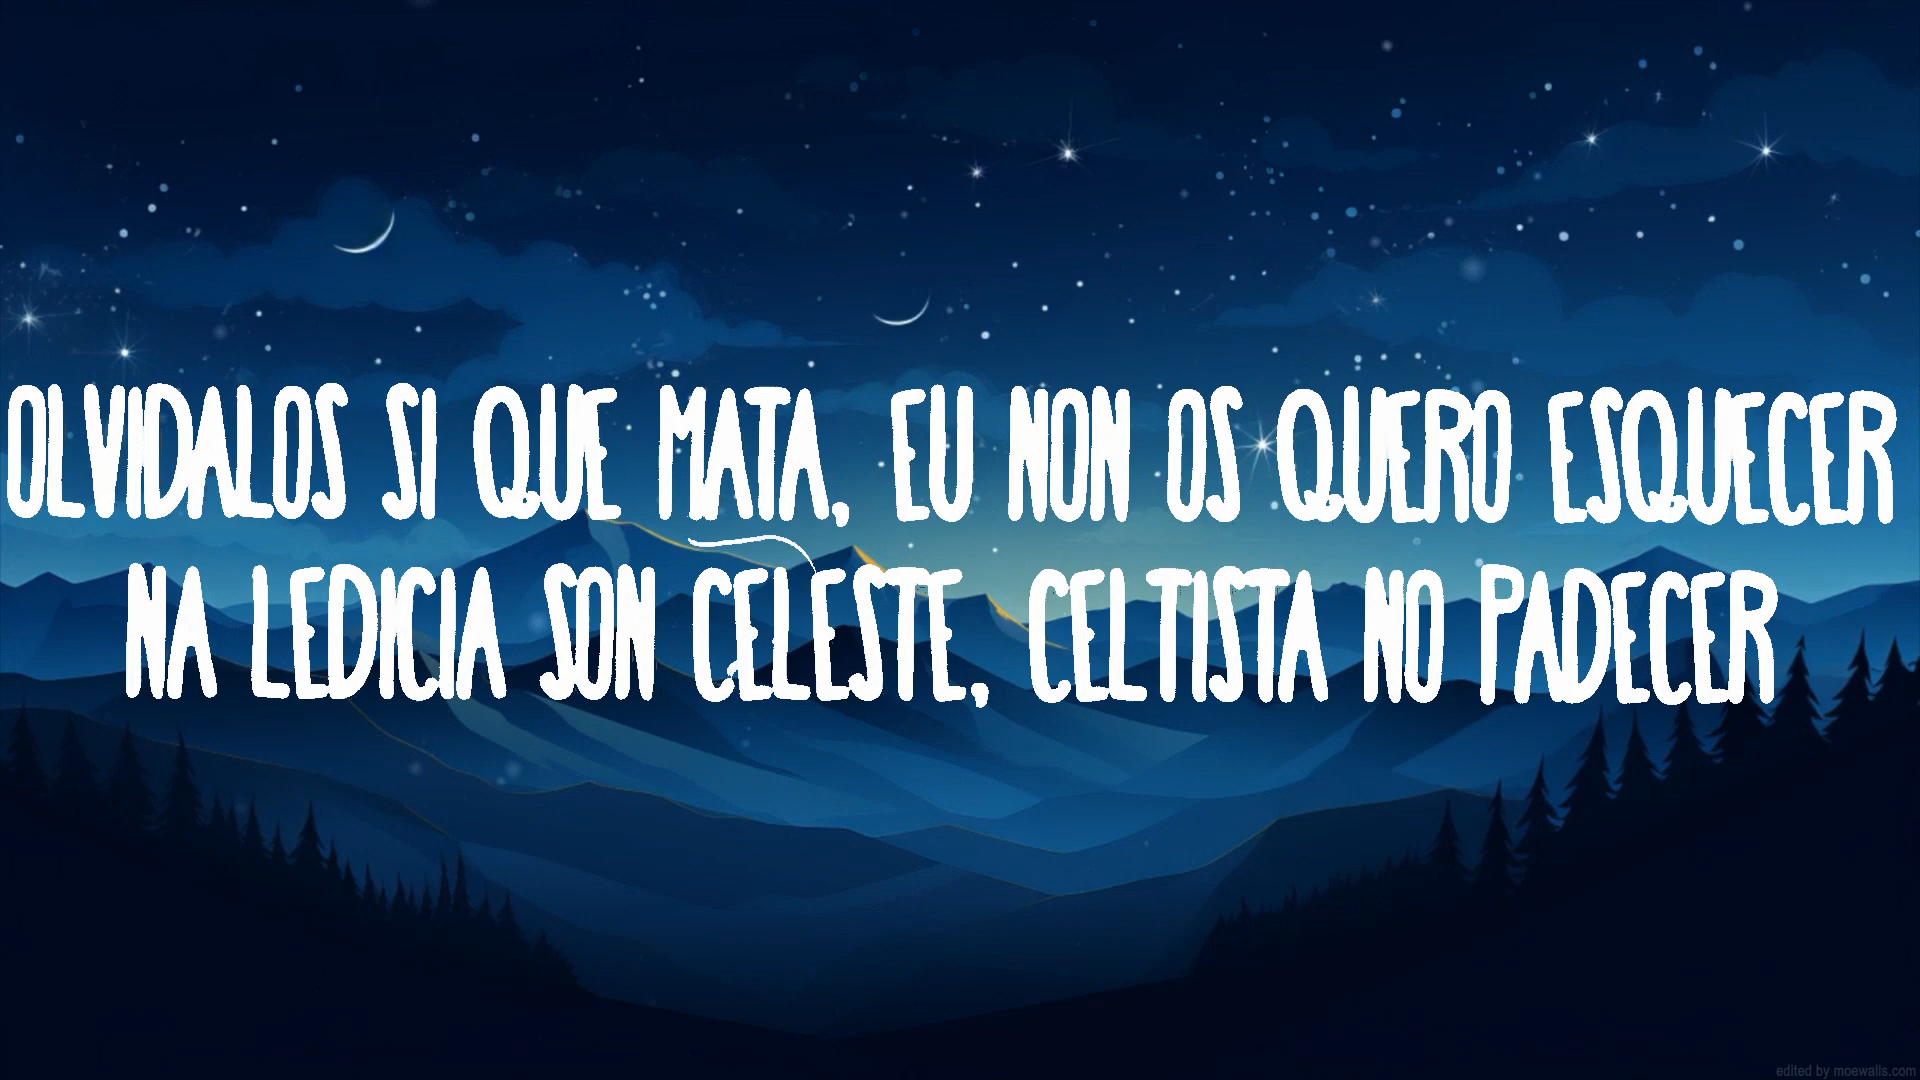 OLVIDALOS SI QUE MATA, EU NON OS QUERO ESQUECER
NA LEDICIA SON CELESTE, CELTISTA NO PADECER
edited by moewalls.com